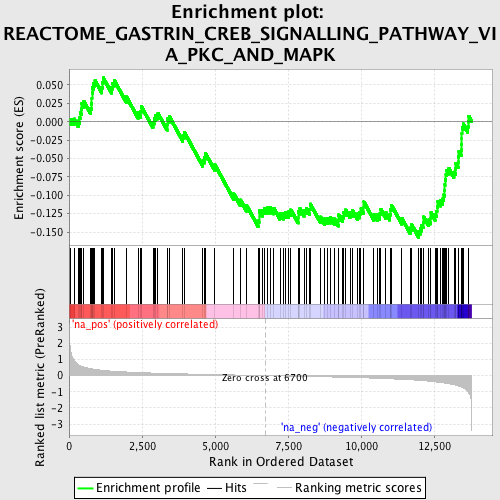 Enrichment plot:
REACTOME_GASTRIN_CREB_SIGNALLING_PATHWAY_VI
A_PKC_AND_MAPK
Enrichment score (ES)
0.050
0.025
0.000
-0.025
-0.050
-0.075
-0.100
-0.125
-0.150
Ranked list metric (PreRanked)
3
2
1
0
-1
-2
-3
'na_pos' (positively correlated)
Zero cross at 6700
'na_neg' (negatively correlated)
0
2,500
5,000
7,500
10,000
12,500
Rank in Ordered Dataset
Enrichment profile
Hits
Ranking metric scores